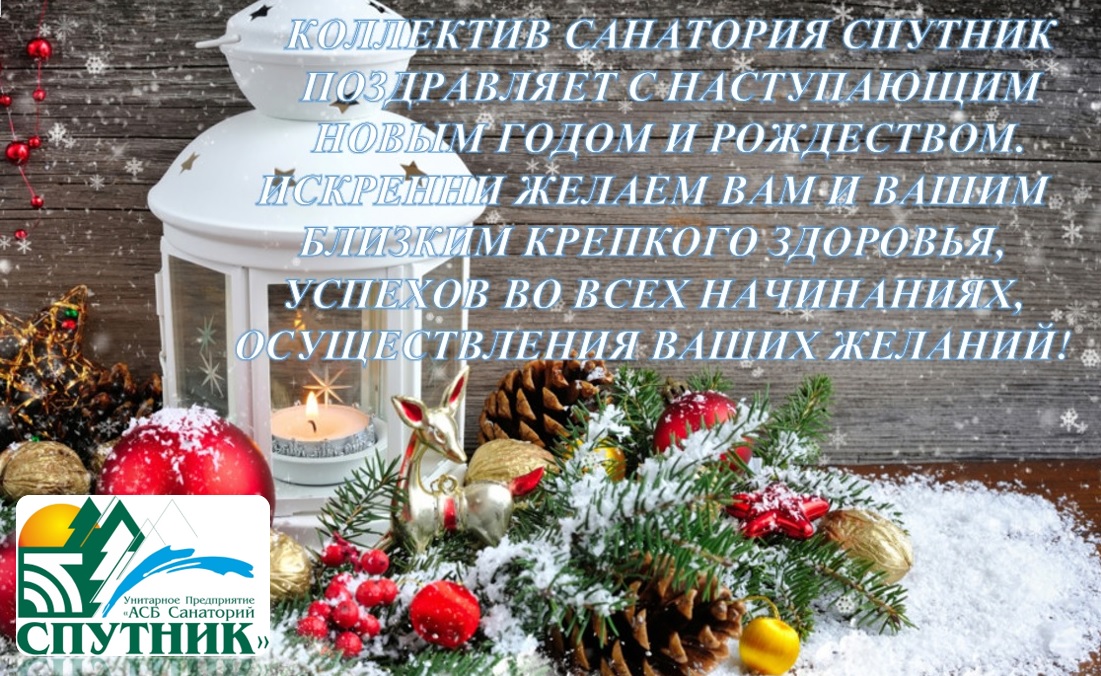 КОЛЛЕКТИВ САНАТОРИЯ СПУТНИК
ПОЗДРАВЛЯЕТ С НАСТУПАЮЩИМ
НОВЫМ ГОДОМ И РОЖДЕСТВОМ.
ИСКРЕННИ ЖЕЛАЕМ ВАМ И ВАШИМ
БЛИЗКИМ КРЕПКОГО ЗДОРОВЬЯ,
УСПЕХОВ ВО ВСЕХ НАЧИНАНИЯХ,
ОСУЩЕСТВЛЕНИЯ ВАШИХ ЖЕЛАНИЙ!
Унитарное Предприятие
«АСБ Санаторий
СПУТНИК»